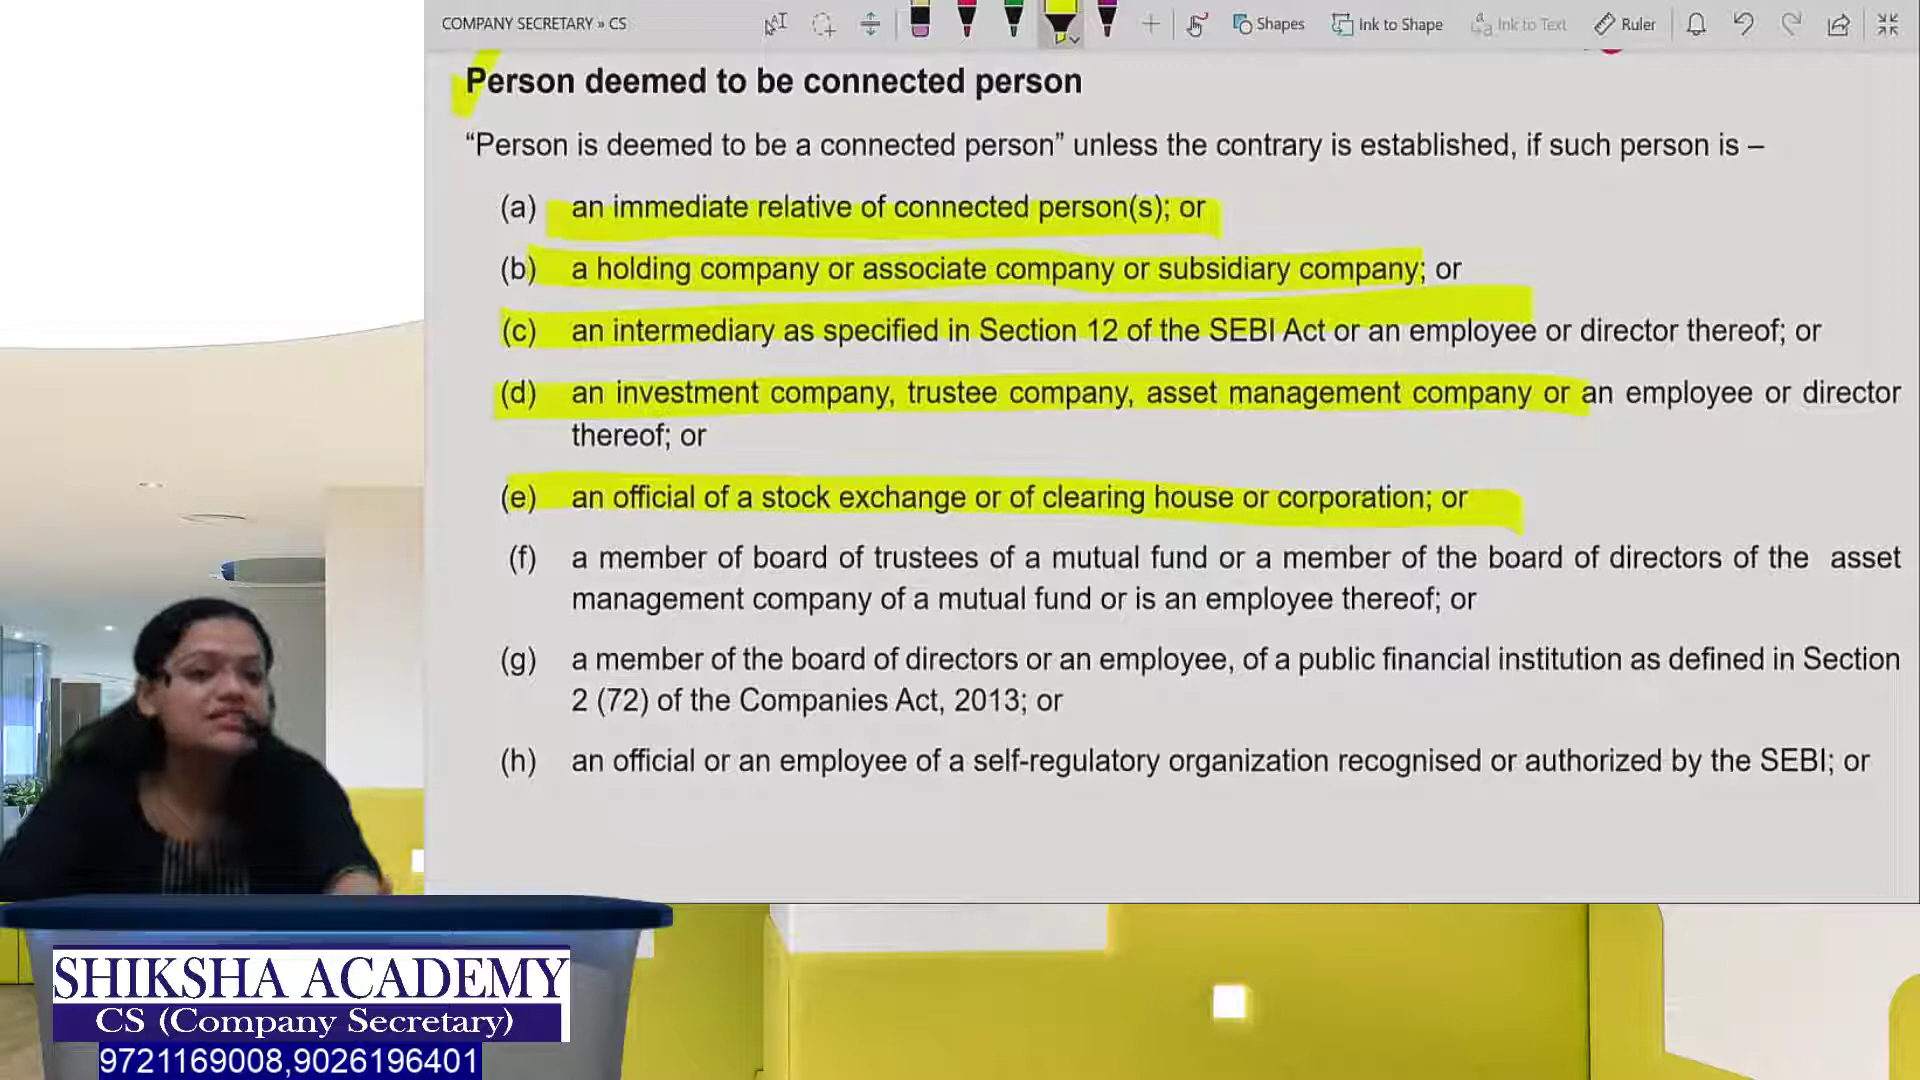 COMPANY SECRETARY » CS
Shapes
Ink to Shape
Ink to Text
Ruler
Person deemed to be connected person
“Person is deemed to be a connected person” unless the contrary is established, if such person is –
(a) an immediate relative of connected person(s); or
(b) a holding company or associate company or subsidiary company; or
(c) an intermediary as specified in Section 12 of the SEBI Act or an employee or director thereof; or
(d) an investment company, trustee company, asset management company or an employee or director
thereof; or
(e) an official of a stock exchange or of clearing house or corporation; or
(f) a member of board of trustees of a mutual fund or a member of the board of directors of the asset
management company of a mutual fund or is an employee thereof; or
(g) a member of the board of directors or an employee, of a public financial institution as defined in Section
2 (72) of the Companies Act, 2013; or
(h) an official or an employee of a self-regulatory organization recognised or authorized by the SEBI; or
SHIKSHA ACADEMY
CS (Company Secretary)
9721169008,9026196401